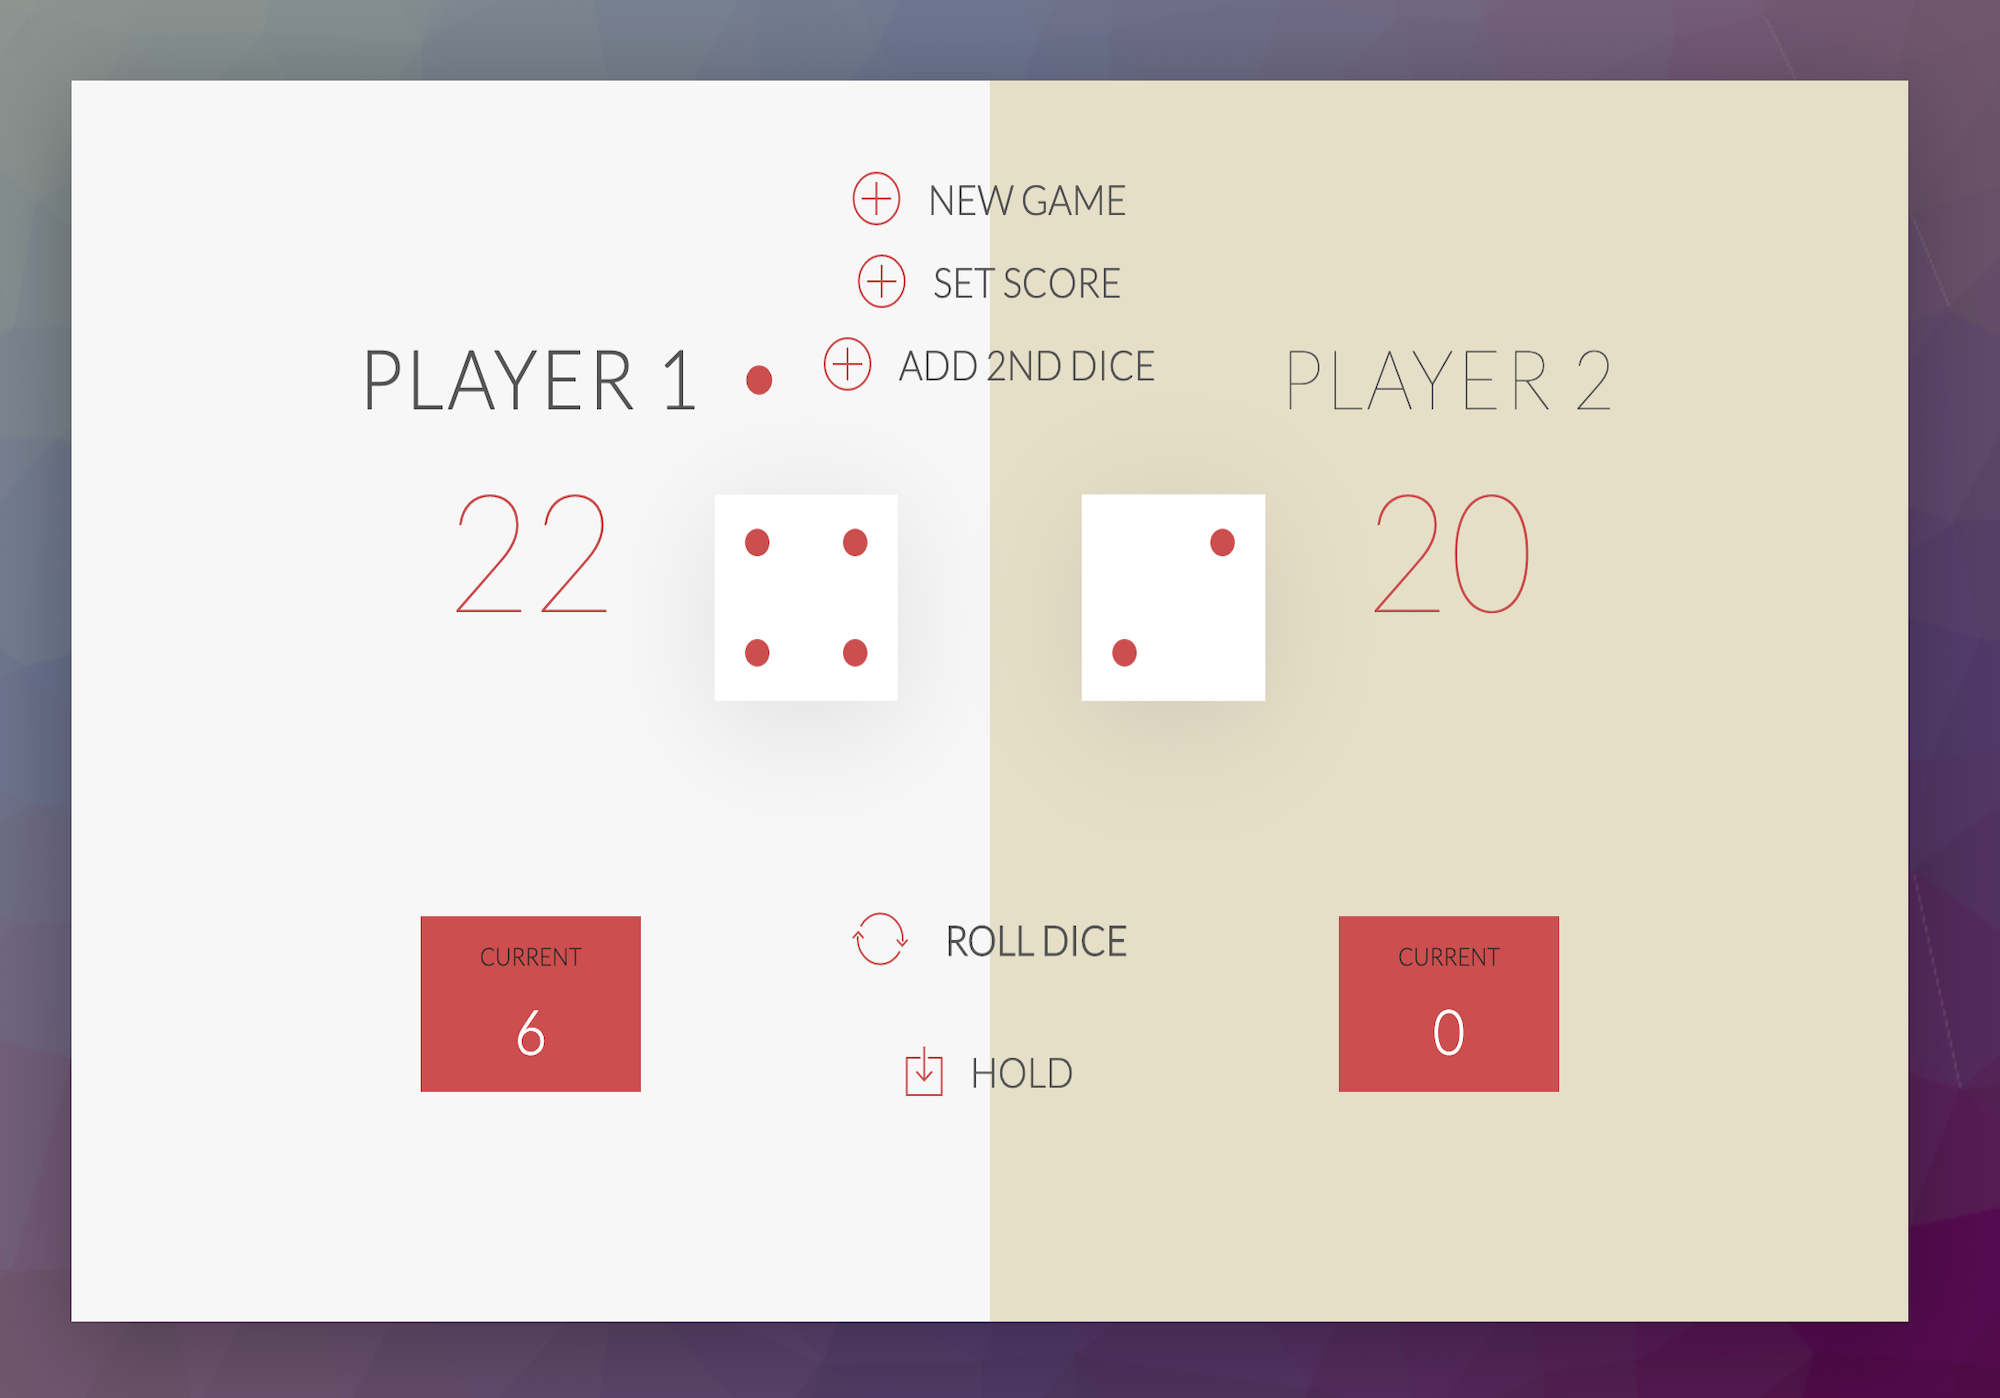 NEW GAME
SET SCORE
ADD 2ND DICE
PLAYER 1
PLAYER 2
22
20
CURRENT
6
ROLL DICE
HOLD
CURRENT
0